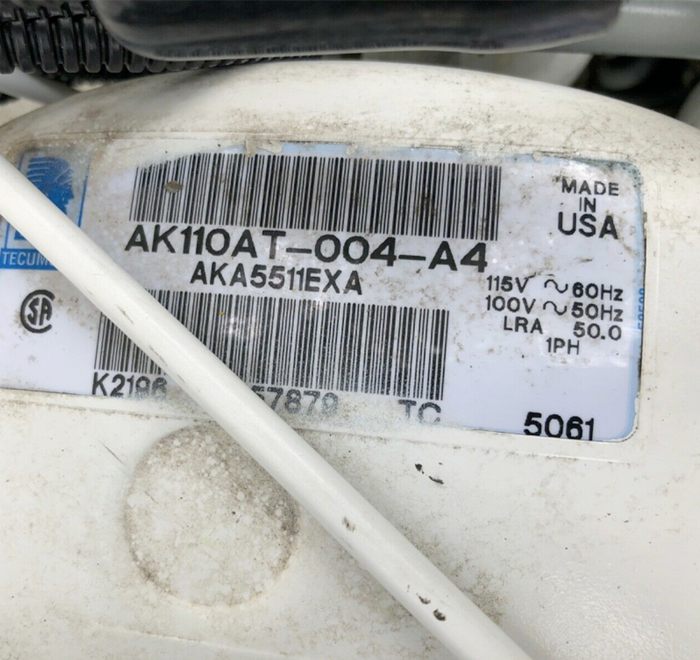 MADE
IN
USA
AK110AT-004-A4
AKA5511EXA
115V ~ 60Hz
100V ~ 50Hz
LRA 50.0
1PH
TECUM
SA
K2196 57879 TC
5061